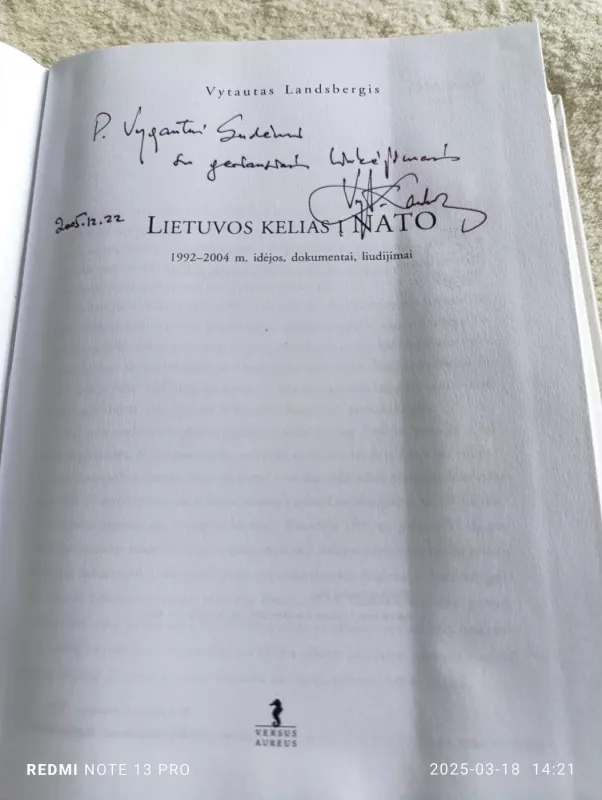 Vytautas Landsbergis
P. Vygantui
su geriausiais linkėjimais
2005.12.22
LIETUVOS KELIAS Į NATO
1992–2004 m. idėjos, dokumentai, liudijimai
VERSUS
AUREUS
REDMI NOTE 13 PRO
2025-03-18 14:21